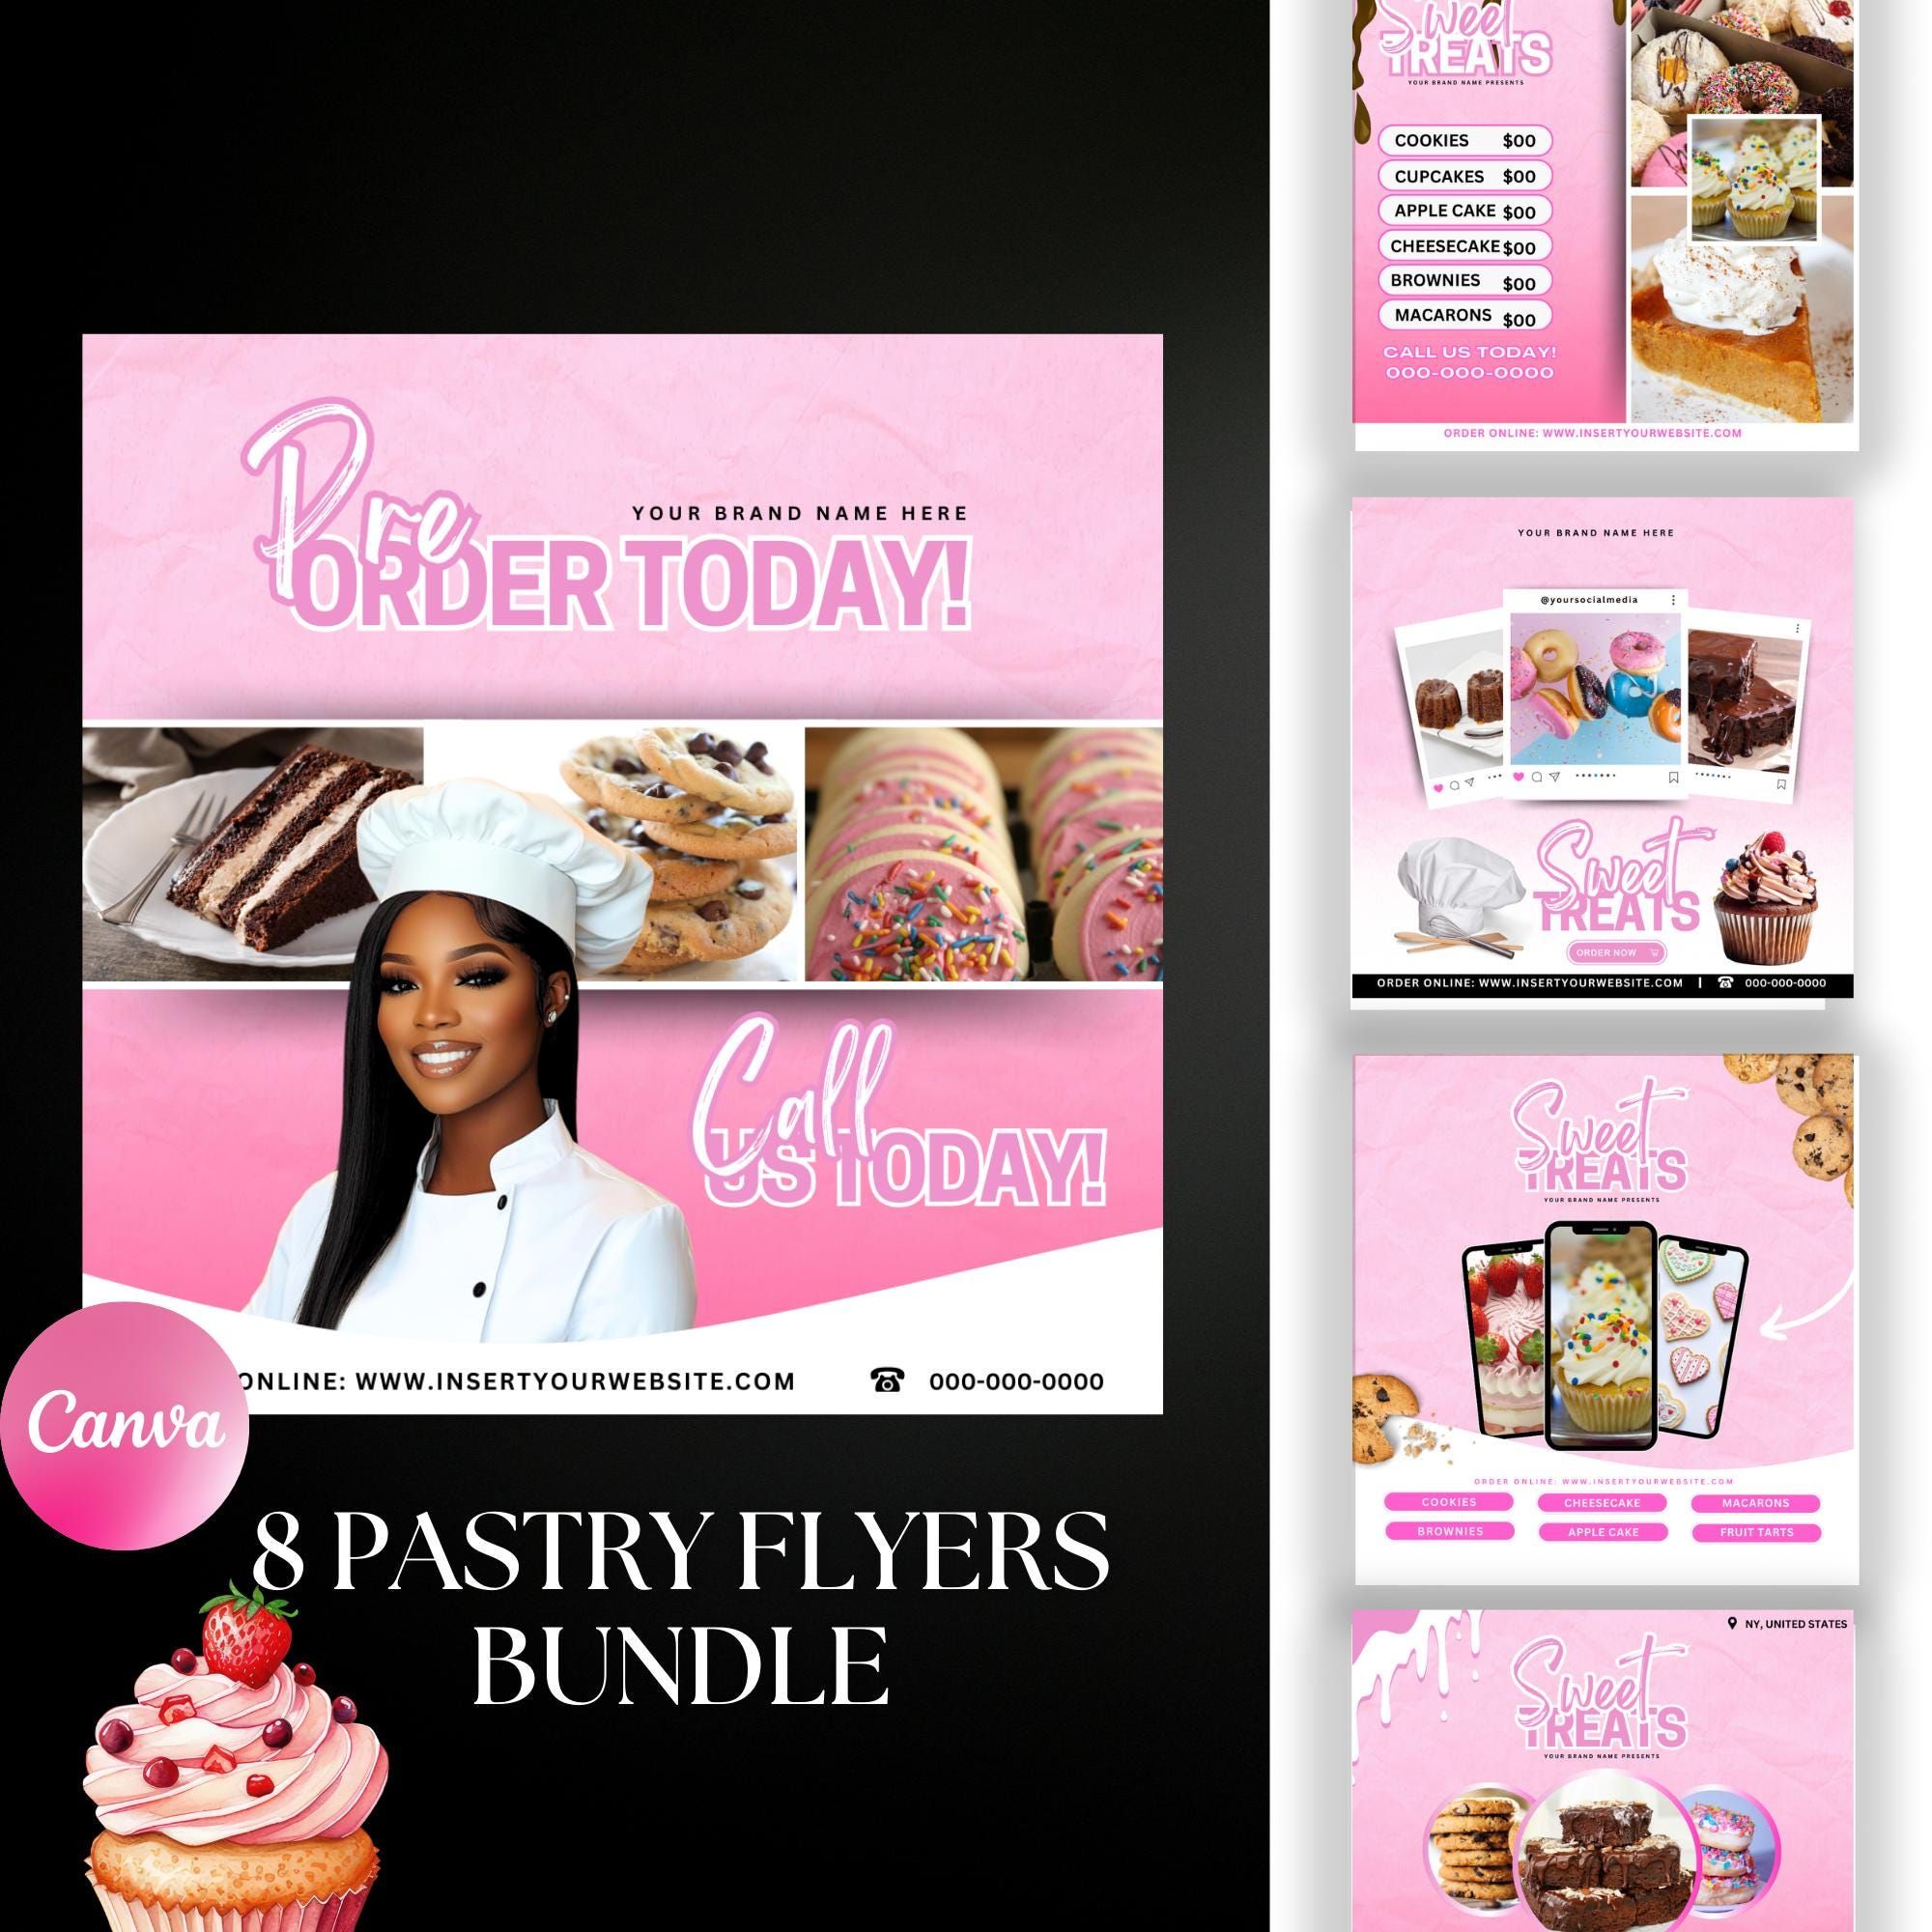 Pre
YOUR BRAND NAME HERE
ORDER TODAY!
Call
US TODAY!
ONLINE: WWW.INSERTYOURWEBSITE.COM
000-000-0000
Canva
8 PASTRY FLYERS
BUNDLE
Sweet
TREATS
YOUR BRAND NAME PRESENTS
COOKIES $00
CUPCAKES $00
APPLE CAKE $00
CHEESECAKE $00
BROWNIES $00
MACARONS $00
CALL US TODAY!
000-000-0000
ORDER ONLINE: WWW.INSERTYOURWEBSITE.COM
YOUR BRAND NAME HERE
@yoursocialmedia
Sweet
TREATS
ORDER NOW
ORDER ONLINE: WWW.INSERTYOURWEBSITE.COM | 000-000-0000
Sweet
TREATS
YOUR BRAND NAME PRESENTS
ORDER ONLINE: WWW.INSERTYOURWEBSITE.COM
COOKIES CHEESECAKE MACARONS
BROWNIES APPLE CAKE FRUIT TARTS
NY, UNITED STATES
Sweet
TREATS
YOUR BRAND NAME PRESENTS